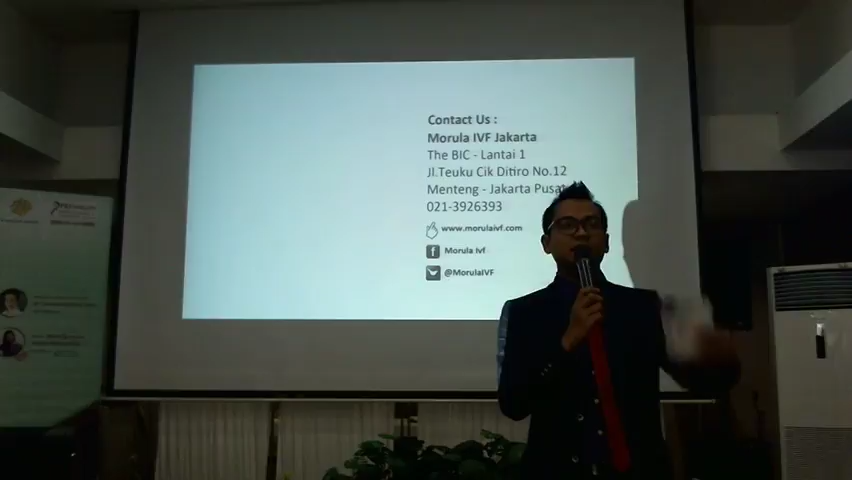 Contact Us :
Morula IVF Jakarta
The BIC - Lantai 1
Jl.Teuku Cik Ditiro No.12
Menteng - Jakarta Pusat
021-3926393
www.morulaivf.com
f Morula Ivf
@MorulaIVF